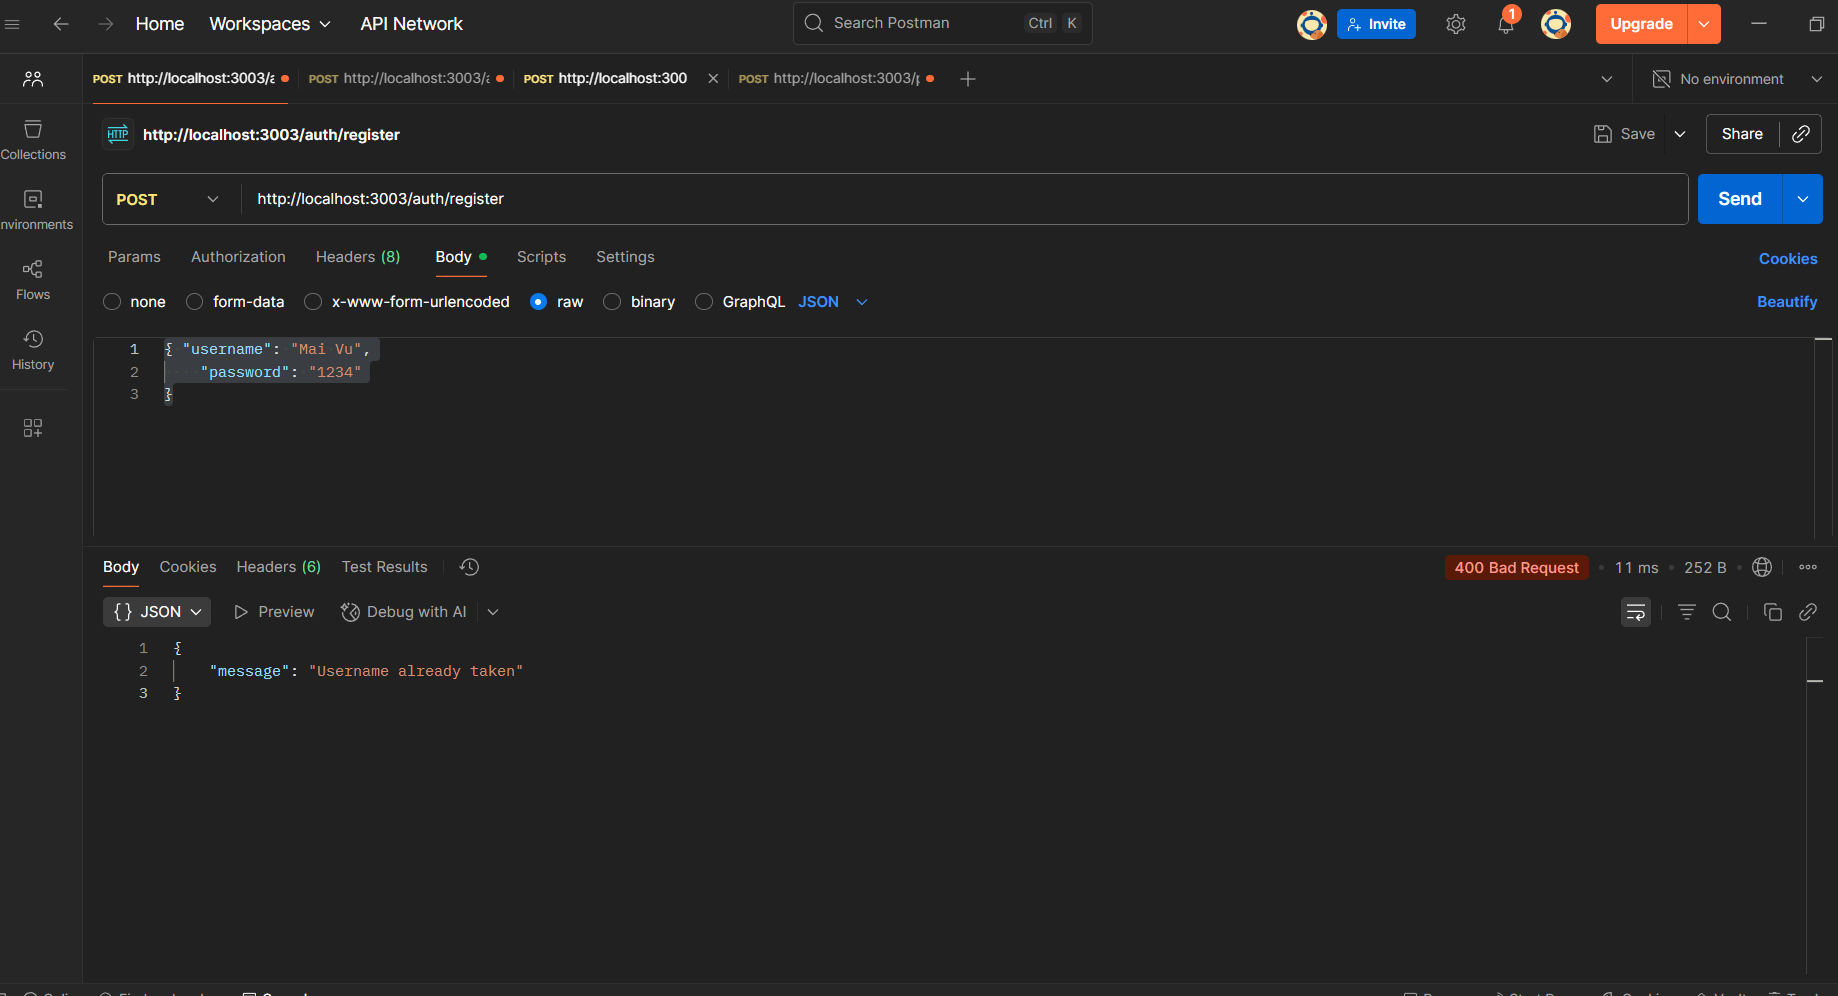 Home Workspaces API Network Search Postman Ctrl K Invite 1 Upgrade
POST http://localhost:3003/a POST http://localhost:3003/a POST http://localhost:300 POST http://localhost:3003/p No environment
HTTP http://localhost:3003/auth/register Save Share
Collections
POST http://localhost:3003/auth/register Send
nvironments
Params Authorization Headers (8) Body Scripts Settings Cookies
Flows
none form-data x-www-form-urlencoded raw binary GraphQL JSON Beautify
History
1 { "username": "Mai Vu",
2 "password": "1234"
3 }
Body Cookies Headers (6) Test Results 400 Bad Request 11 ms 252 B
{} JSON Preview Debug with AI
1 {
2 "message": "Username already taken"
3 }